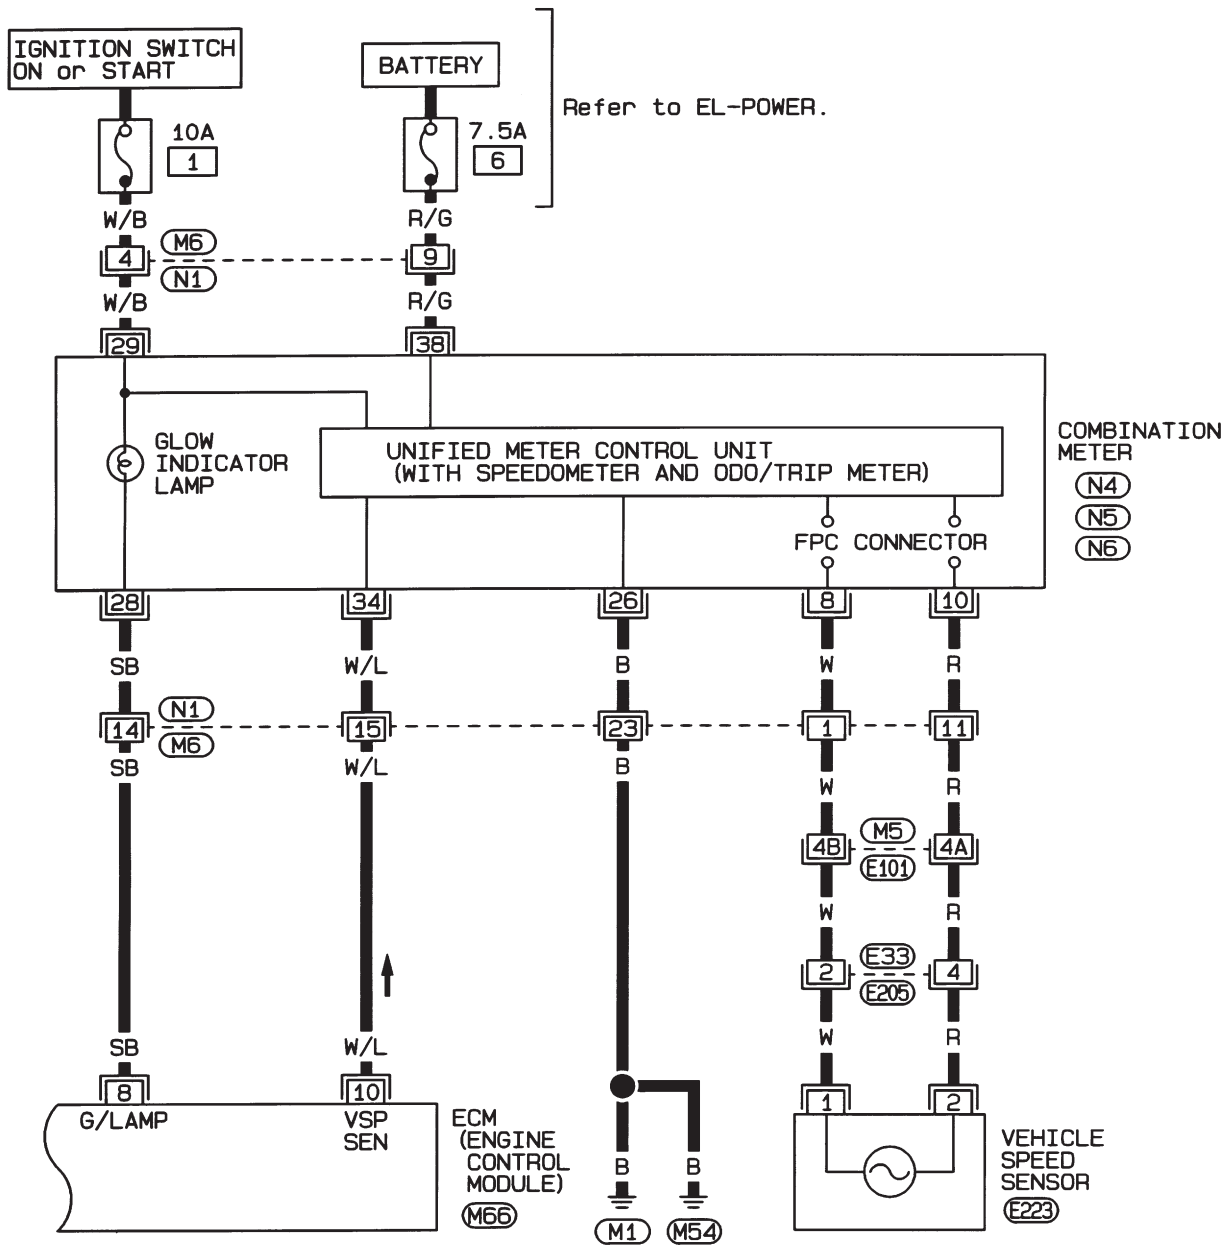 IGNITION SWITCH
ON or START
BATTERY
Refer to EL-POWER.
10A
1
7.5A
6
W/B
R/G
4
M6
N1
9
W/B
R/G
29
38
GLOW
INDICATOR
LAMP
UNIFIED METER CONTROL UNIT
(WITH SPEEDOMETER AND ODO/TRIP METER)
COMBINATION
METER
N4
N5
N6
FPC CONNECTOR
28
34
26
8
10
SB
W/L
B
W
R
14
N1
M6
15
23
1
11
SB
W/L
B
W
R
4B
M5
E101
4A
W
R
2
E33
E205
4
SB
W/L
W
R
8
10
1
2
G/LAMP
VSP
SEN
ECM
(ENGINE
CONTROL
MODULE)
M66
B
B
M1
M54
VEHICLE
SPEED
SENSOR
E223